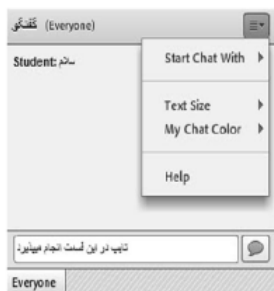 گفتگو (Everyone)
Student: سلام
Start Chat With
Text Size
My Chat Color
Help
تایپ در این قسمت انجام میپذیرد
Everyone